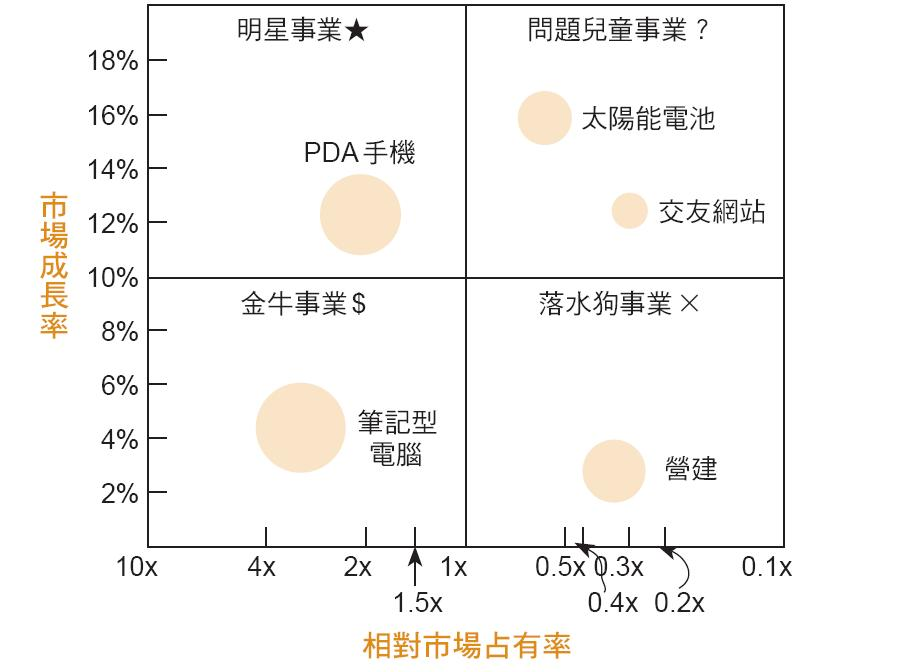 明星事業★
問題兒童事業？
18%
16%
太陽能電池
PDA手機
14%
12%
交友網站
市場成長率
10%
金牛事業$
落水狗事業×
8%
6%
4%
筆記型
電腦
營建
2%
10x 4x 2x 1x 0.5x 0.3x 0.1x
1.5x 0.4x 0.2x
相對市場占有率